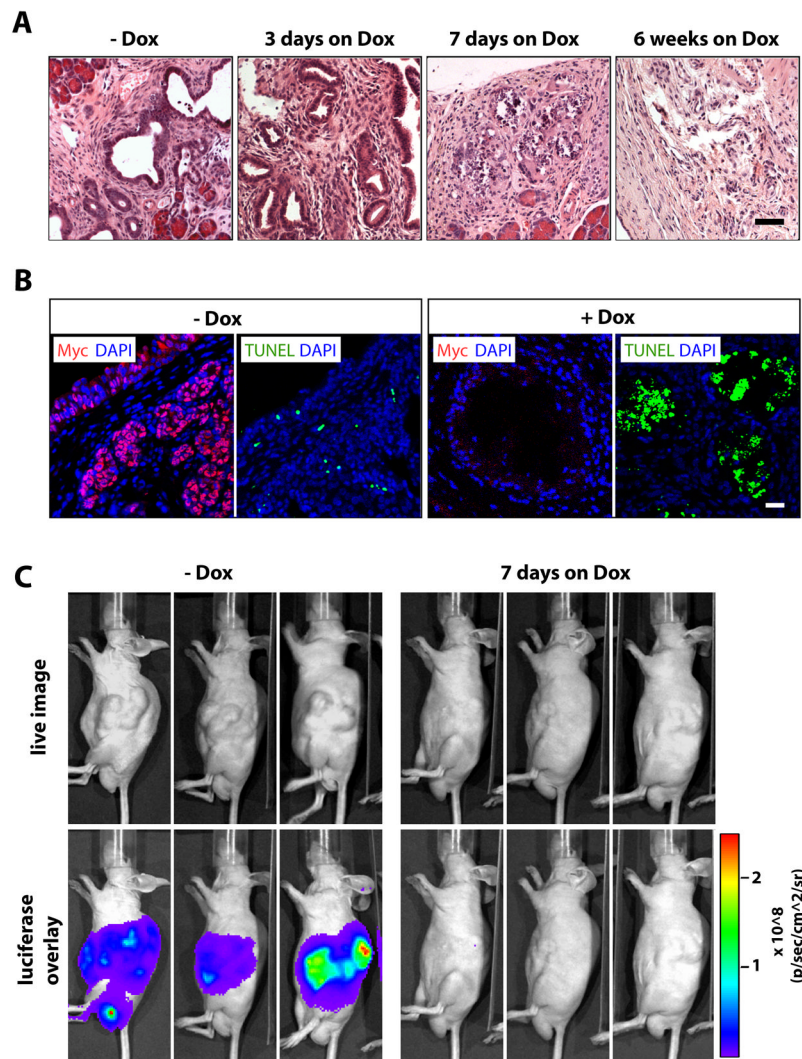 A
- Dox
3 days on Dox
7 days on Dox
6 weeks on Dox
B
- Dox
+ Dox
Myc DAPI
TUNEL DAPI
Myc DAPI
TUNEL DAPI
C
- Dox
7 days on Dox
live image
luciferase
overlay
2
1
x 10^8
(p/sec/cm^2/sr)